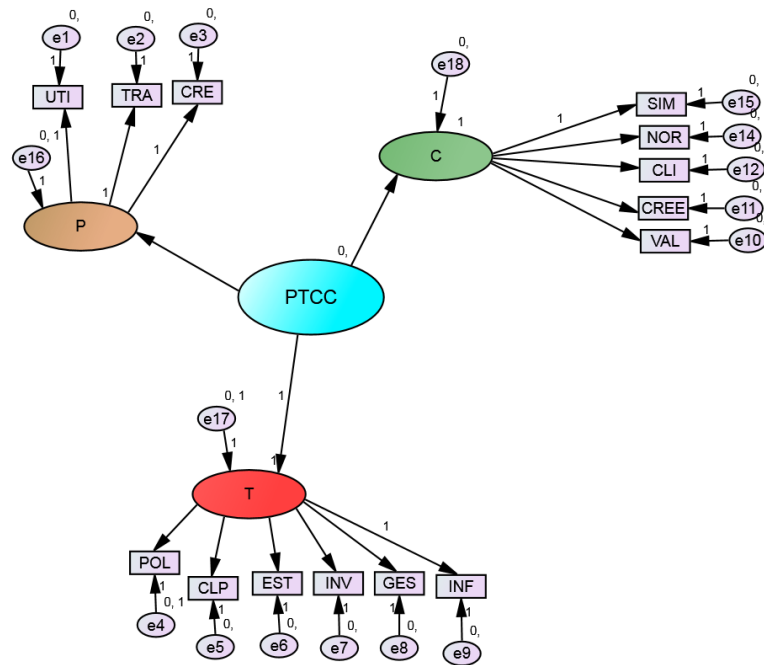 0,
0,
0,
e1
e2
e3
1
1
1
UTI
TRA
CRE
0, 1
e16
1
1
1
P
0,
e18
1
1
C
1
0,
SIM
1
e15
0,
NOR
1
e14
0,
CLI
1
e12
0,
CREE
1
e11
0,
VAL
1
e10
0,
PTCC
1
0, 1
e17
1
1
T
1
POL
CLP
EST
INV
GES
INF
1
1
1
1
1
1
0, 1
0,
0,
0,
0,
0,
e4
e5
e6
e7
e8
e9